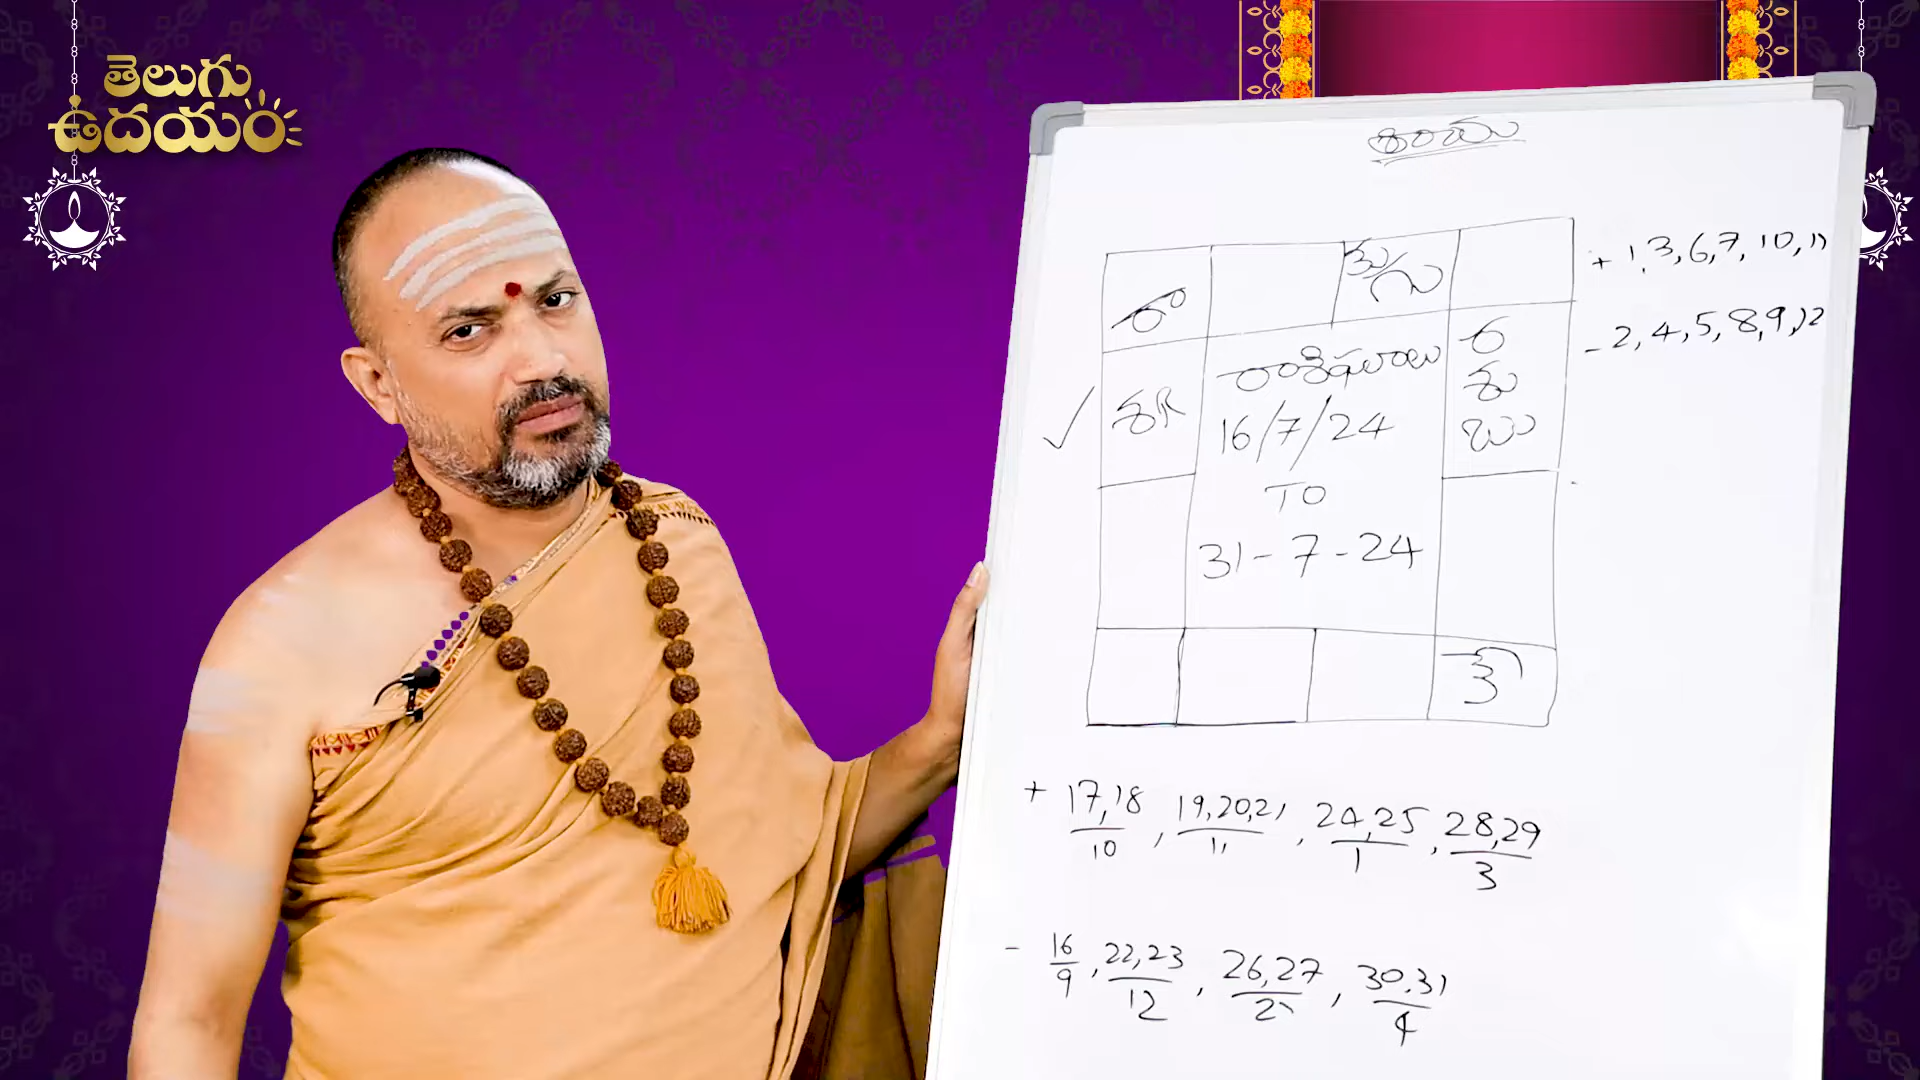 తెలుగు
ఉదయం
శ్రీరామ
+ 1, 3, 6, 7, 10, 11
కు/గు
రా
- 2, 4, 5, 8, 9, 12
ర
రాశిఫలాలు
శు
✓ శని
16/7/24
బు
TO
31-7-24
కే
+ 17,18/10, 19,20,21/11, 24,25/1, 28,29/3
- 16/9, 22,23/12, 26,27/2, 30,31/4